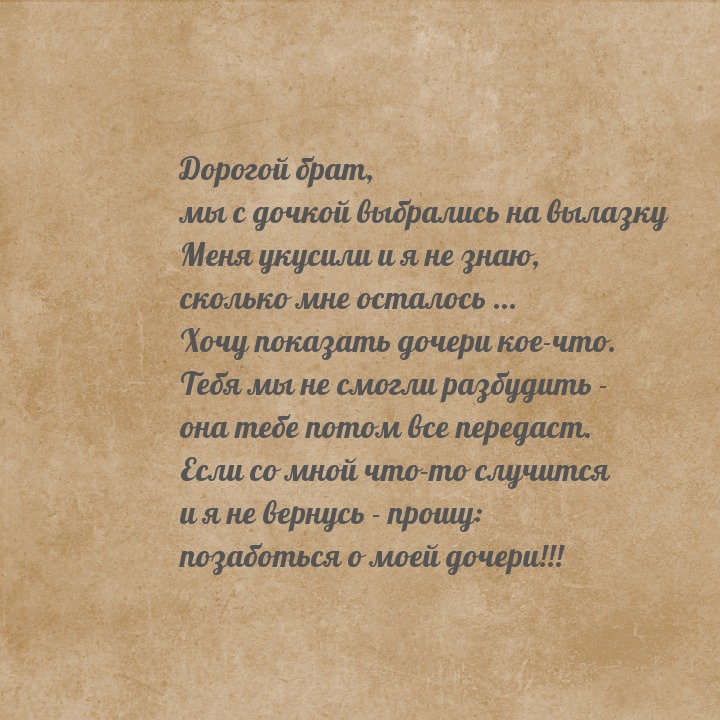 Дорогой брат,
мы с дочкой выбрались на вылазку
Меня укусили и я не знаю,
сколько мне осталось ...
Хочу показать дочери кое-что.
Тебя мы не смогли разбудить -
она тебе потом все передаст.
Если со мной что-то случится
и я не вернусь - прошу:
позаботься о моей дочери!!!